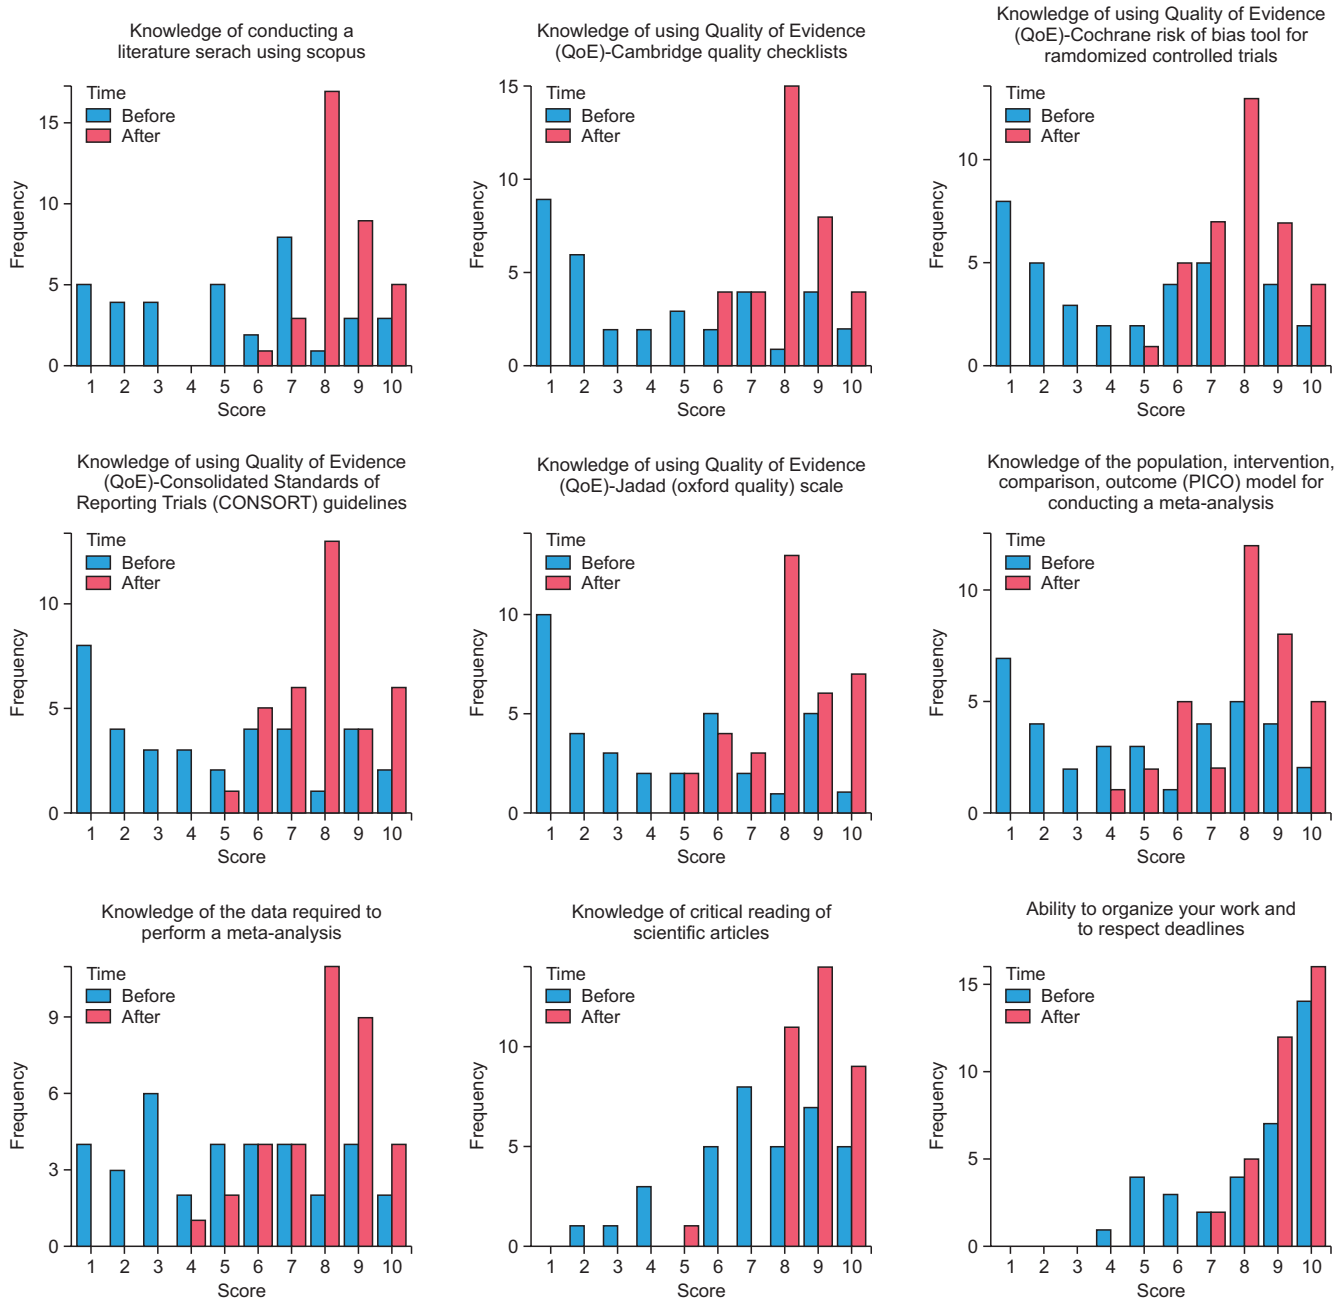 Knowledge of conducting a
literature serach using scopus
Time
Before
After
15
10
5
0
Frequency
1 2 3 4 5 6 7 8 9 10
Score
Knowledge of using Quality of Evidence
(QoE)-Cambridge quality checklists
Time
Before
After
15
10
5
0
Frequency
1 2 3 4 5 6 7 8 9 10
Score
Knowledge of using Quality of Evidence
(QoE)-Cochrane risk of bias tool for
ramdomized controlled trials
Time
Before
After
10
5
0
Frequency
1 2 3 4 5 6 7 8 9 10
Score
Knowledge of using Quality of Evidence
(QoE)-Consolidated Standards of
Reporting Trials (CONSORT) guidelines
Time
Before
After
10
5
0
Frequency
1 2 3 4 5 6 7 8 9 10
Score
Knowledge of using Quality of Evidence
(QoE)-Jadad (oxford quality) scale
Time
Before
After
10
5
0
Frequency
1 2 3 4 5 6 7 8 9 10
Score
Knowledge of the population, intervention,
comparison, outcome (PICO) model for
conducting a meta-analysis
Time
Before
After
10
5
0
Frequency
1 2 3 4 5 6 7 8 9 10
Score
Knowledge of the data required to
perform a meta-analysis
Time
Before
After
9
6
3
0
Frequency
1 2 3 4 5 6 7 8 9 10
Score
Knowledge of critical reading of
scientific articles
Time
Before
After
10
5
0
Frequency
1 2 3 4 5 6 7 8 9 10
Score
Ability to organize your work and
to respect deadlines
Time
Before
After
15
10
5
0
Frequency
1 2 3 4 5 6 7 8 9 10
Score